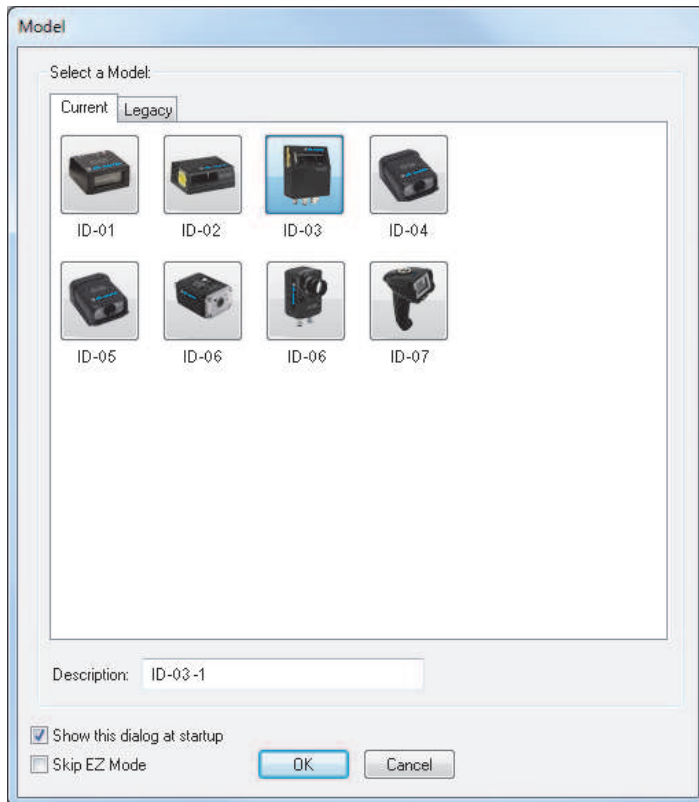 Model
Select a Model:
Current Legacy
ID-01 ID-02 ID-03 ID-04
ID-05 ID-06 ID-06 ID-07
Description: ID-03-1
Show this dialog at startup
Skip EZ Mode OK Cancel